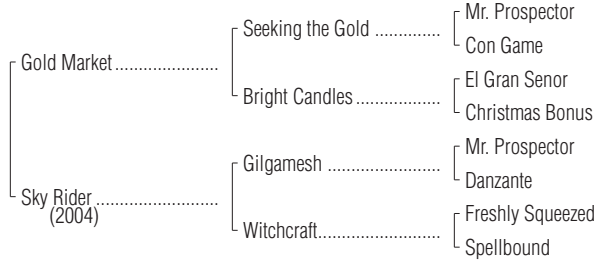 Mr. Prospector
Seeking the Gold ..............
Con Game
Gold Market ......................
El Gran Senor
Bright Candles ..................
Christmas Bonus
Mr. Prospector
Gilgamesh ........................
Danzante
Sky Rider ..........................
(2004)
Freshly Squeezed
Witchcraft..........................
Spellbound